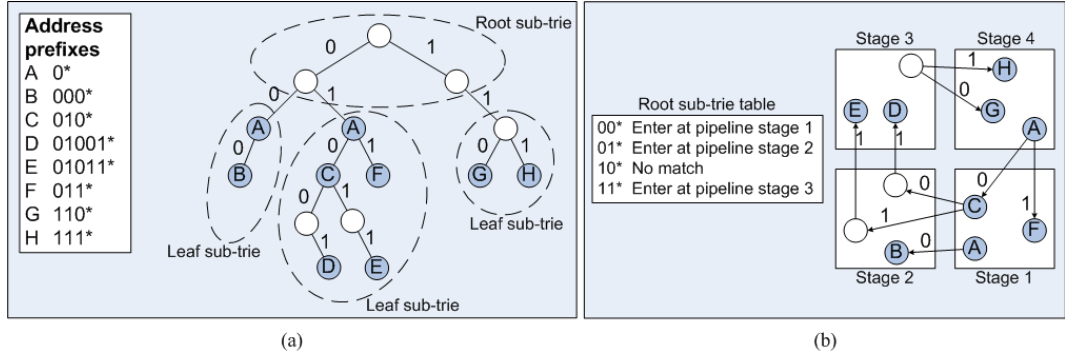 Address
prefixes
A 0*
B 000*
C 010*
D 01001*
E 01011*
F 011*
G 110*
H 111*
Root sub-trie
0 1
0 1 1
A A
0 0 1 0 1
B C F G H
0 1
Leaf sub-trie
1 1
Leaf sub-trie
D E
Leaf sub-trie
(a)
Stage 3 Stage 4
1 H
0
E D G A
1 1
Root sub-trie table
00* Enter at pipeline stage 1
01* Enter at pipeline stage 2
10* No match
11* Enter at pipeline stage 3
0 0
C 1
1 F
B 0 A
Stage 2 Stage 1
(b)